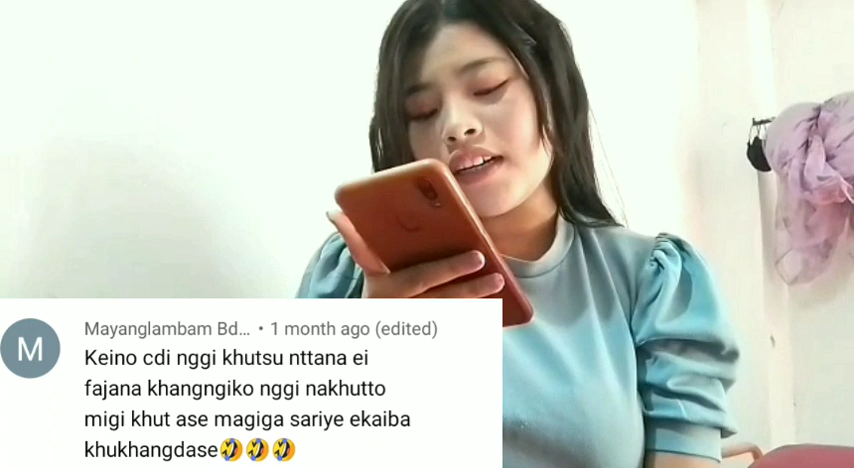 M
Mayanglambam Bd... • 1 month ago (edited)
Keino cdi nggi khutsu nttana ei
fajana khangngiko nggi nakhutto
migi khut ase magiga sariye ekaiba
khukhangdase🤣🤣🤣